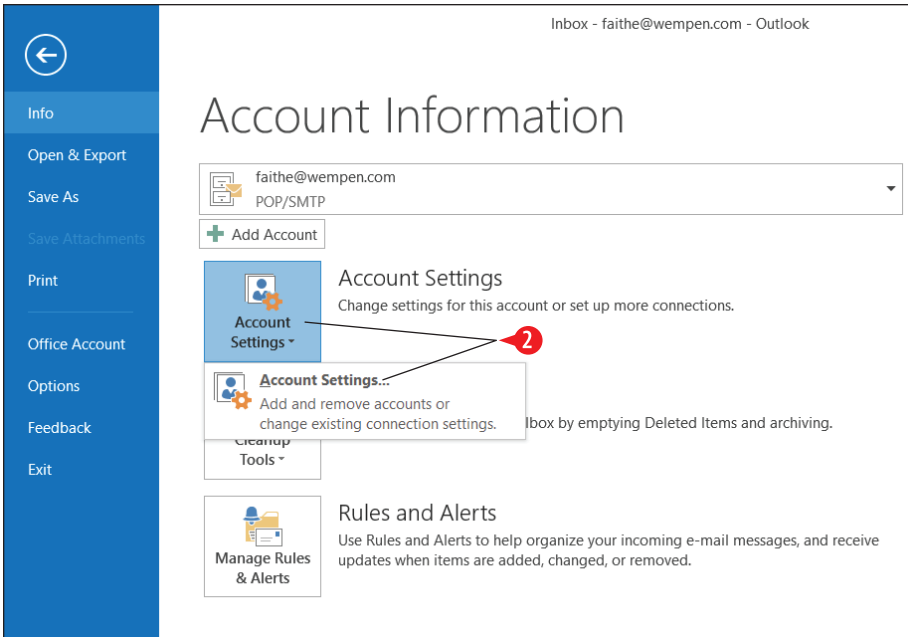 Inbox - faithe@wempen.com - Outlook
Info
Open & Export
Save As
Save Attachments
Print
Office Account
Options
Feedback
Exit
Account Information
faithe@wempen.com
POP/SMTP
Add Account
Account
Settings
Account Settings
Change settings for this account or set up more connections.
2
Account Settings...
Add and remove accounts or
change existing connection settings.
lbox by emptying Deleted Items and archiving.
Cleanup
Tools
Manage Rules
& Alerts
Rules and Alerts
Use Rules and Alerts to help organize your incoming e-mail messages, and receive
updates when items are added, changed, or removed.